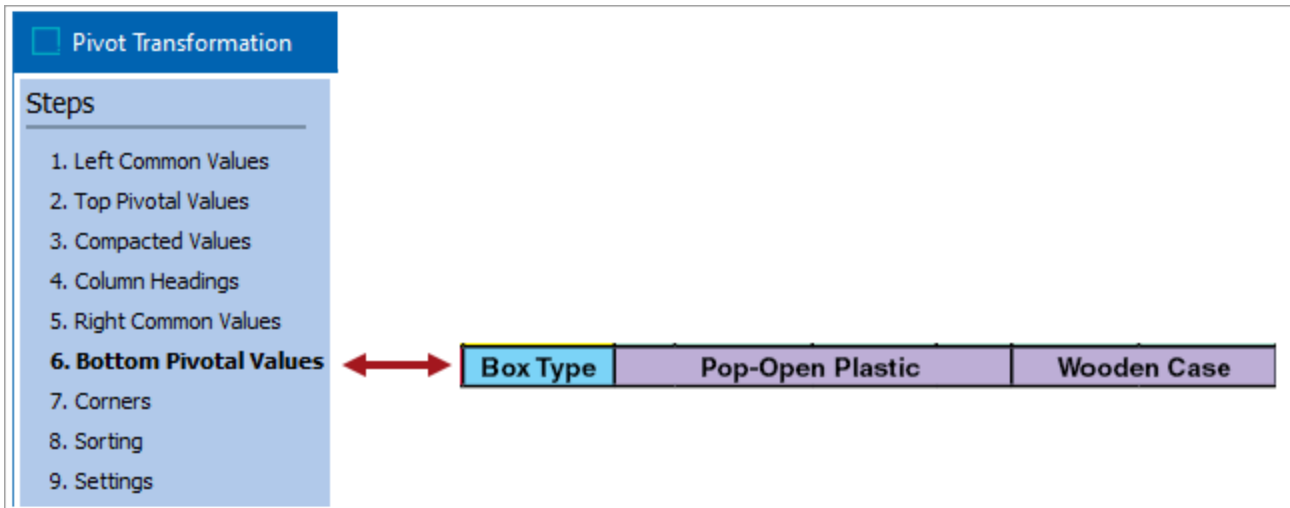 Pivot Transformation
Steps
1. Left Common Values
2. Top Pivotal Values
3. Compacted Values
4. Column Headings
5. Right Common Values
6. Bottom Pivotal Values
Box Type Pop-Open Plastic Wooden Case
7. Corners
8. Sorting
9. Settings